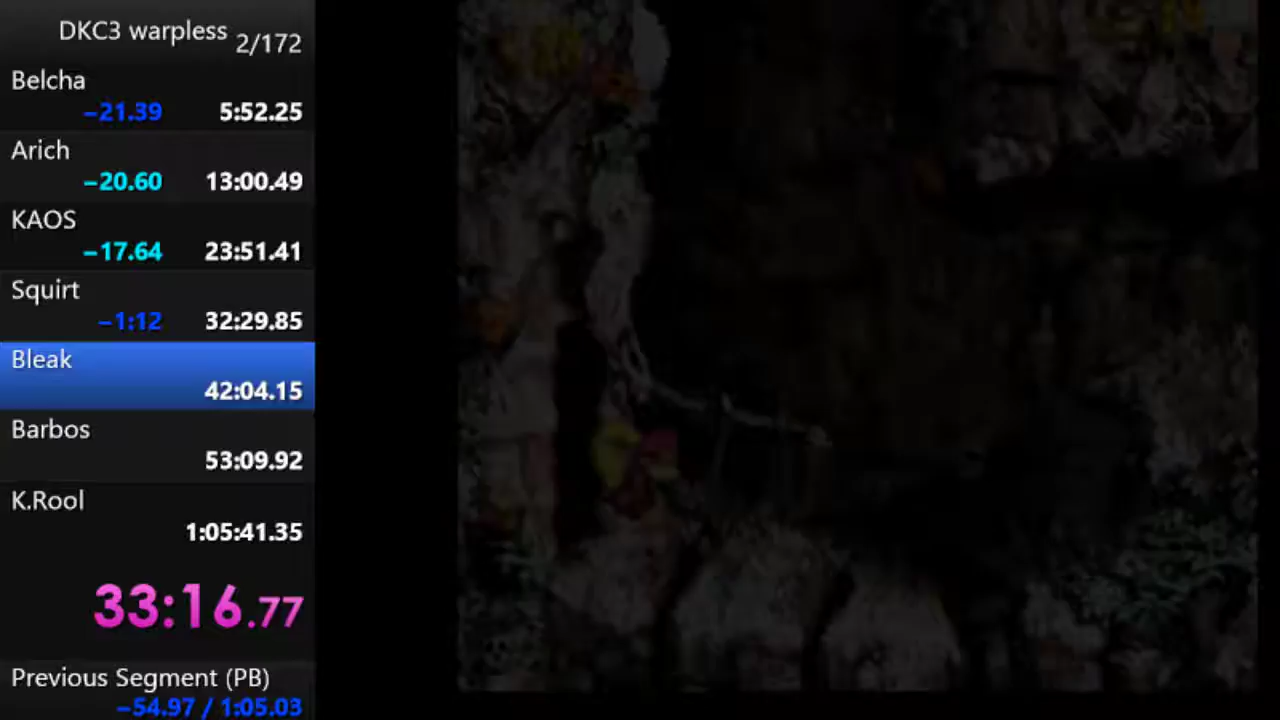 DKC3 warpless 2/172
Belcha
−21.39 5:52.25
Arich
−20.60 13:00.49
KAOS
−17.64 23:51.41
Squirt
−1:12 32:29.85
Bleak
42:04.15
Barbos
53:09.92
K.Rool
1:05:41.35
33:16.77
Previous Segment (PB)
−54.97 / 1:05.03